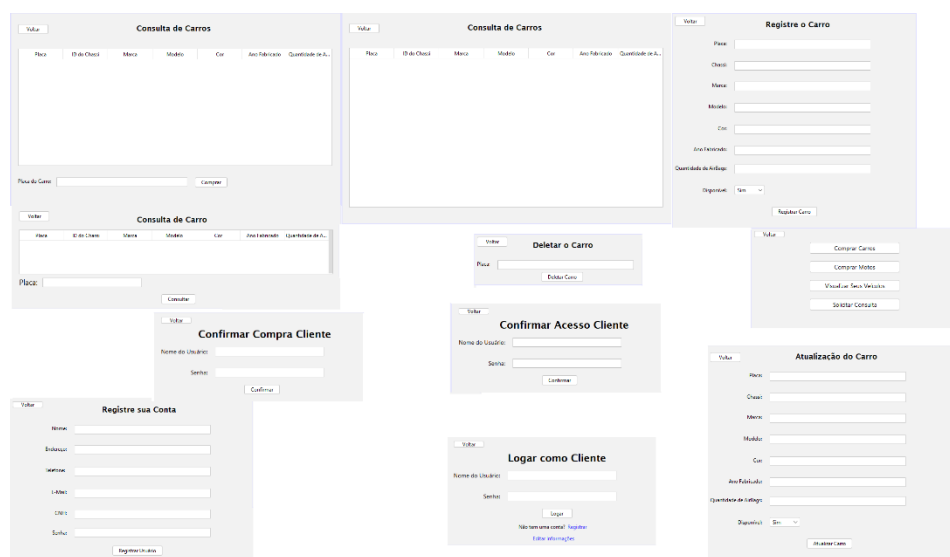 Voltar
Consulta de Carros
Placa ID do Chassi Marca Modelo Cor Ano Fabricado Quantidade de A...
Placa do Carro:
Comprar
Voltar
Consulta de Carros
Placa ID do Chassi Marca Modelo Cor Ano Fabricado Quantidade de A...
Voltar
Registre o Carro
Placa:
Chassi:
Marca:
Modelo:
Cor:
Ano Fabricado:
Quantidade de AirBags:
Disponível: Sim
Registrar Carro
Voltar
Consulta de Carro
Placa ID do Chassi Marca Modelo Cor Ano Fabricado Quantidade de A...
Placa:
Consultar
Voltar
Deletar o Carro
Placa
Deletar Carro
Voltar
Comprar Carros
Comprar Motos
Visualizar Seus Veículos
Solicitar Consulta
Voltar
Confirmar Compra Cliente
Nome do Usuário:
Senha:
Confirmar
Voltar
Confirmar Acesso Cliente
Nome do Usuário:
Senha:
Confirmar
Voltar
Atualização do Carro
Placa:
Chassi:
Marca:
Modelo:
Cor:
Ano Fabricado:
Quantidade de AirBags:
Disponível: Sim
Atualizar Carro
Voltar
Registre sua Conta
Nome:
Endereço:
Telefone:
E-Mail:
Senha:
Registrar Usuário
Voltar
Logar como Cliente
Nome do Usuário:
Senha:
Logar
Não tem uma conta? Registrar
Editar Informações